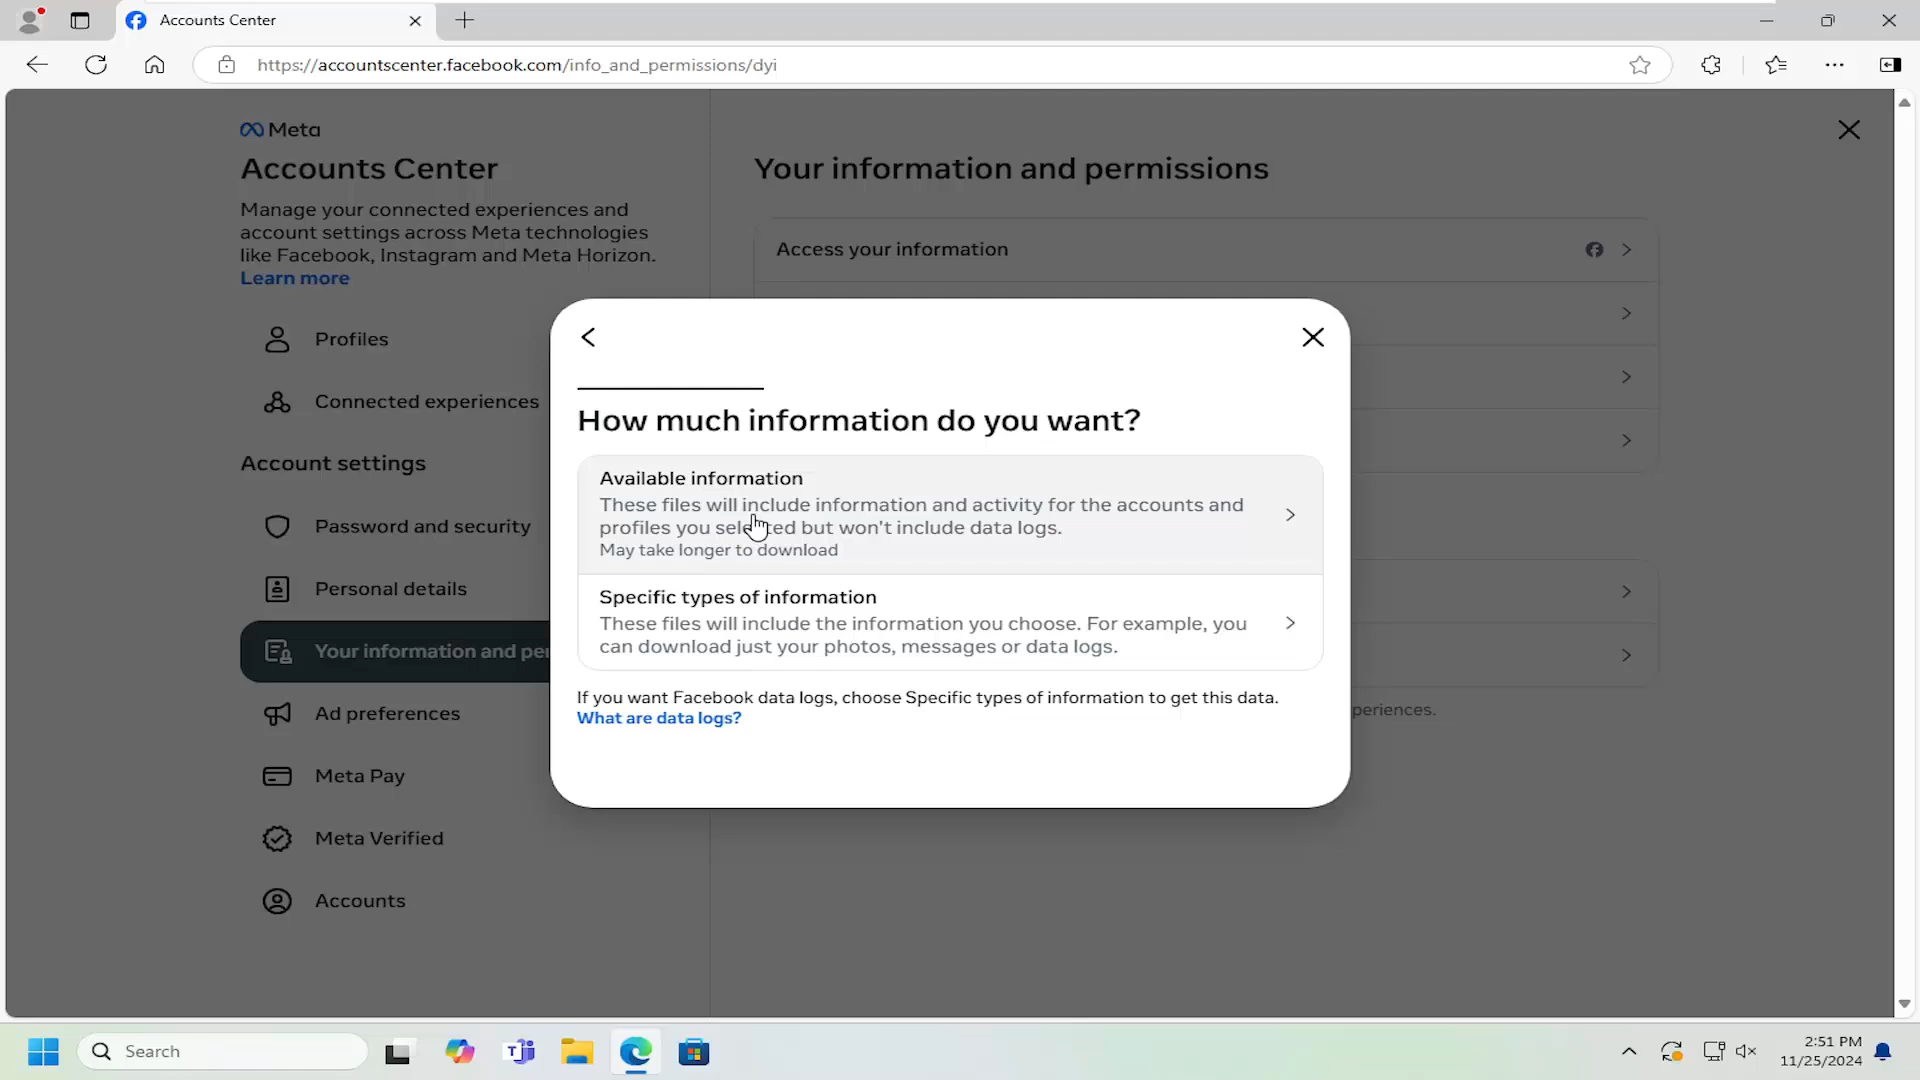 Accounts Center
https://accountscenter.facebook.com/info_and_permissions/dyi
Meta
Accounts Center
Manage your connected experiences and
account settings across Meta technologies
like Facebook, Instagram and Meta Horizon.
Learn more
Profiles
Connected experiences
Account settings
Password and security
Personal details
Your information and per
Ad preferences
Meta Pay
Meta Verified
Accounts
Your information and permissions
Access your information
How much information do you want?
Available information
These files will include information and activity for the accounts and
profiles you selected but won't include data logs.
May take longer to download
Specific types of information
These files will include the information you choose. For example, you
can download just your photos, messages or data logs.
If you want Facebook data logs, choose Specific types of information to get this data.
What are data logs?
periences.
Search
2:51 PM
11/25/2024